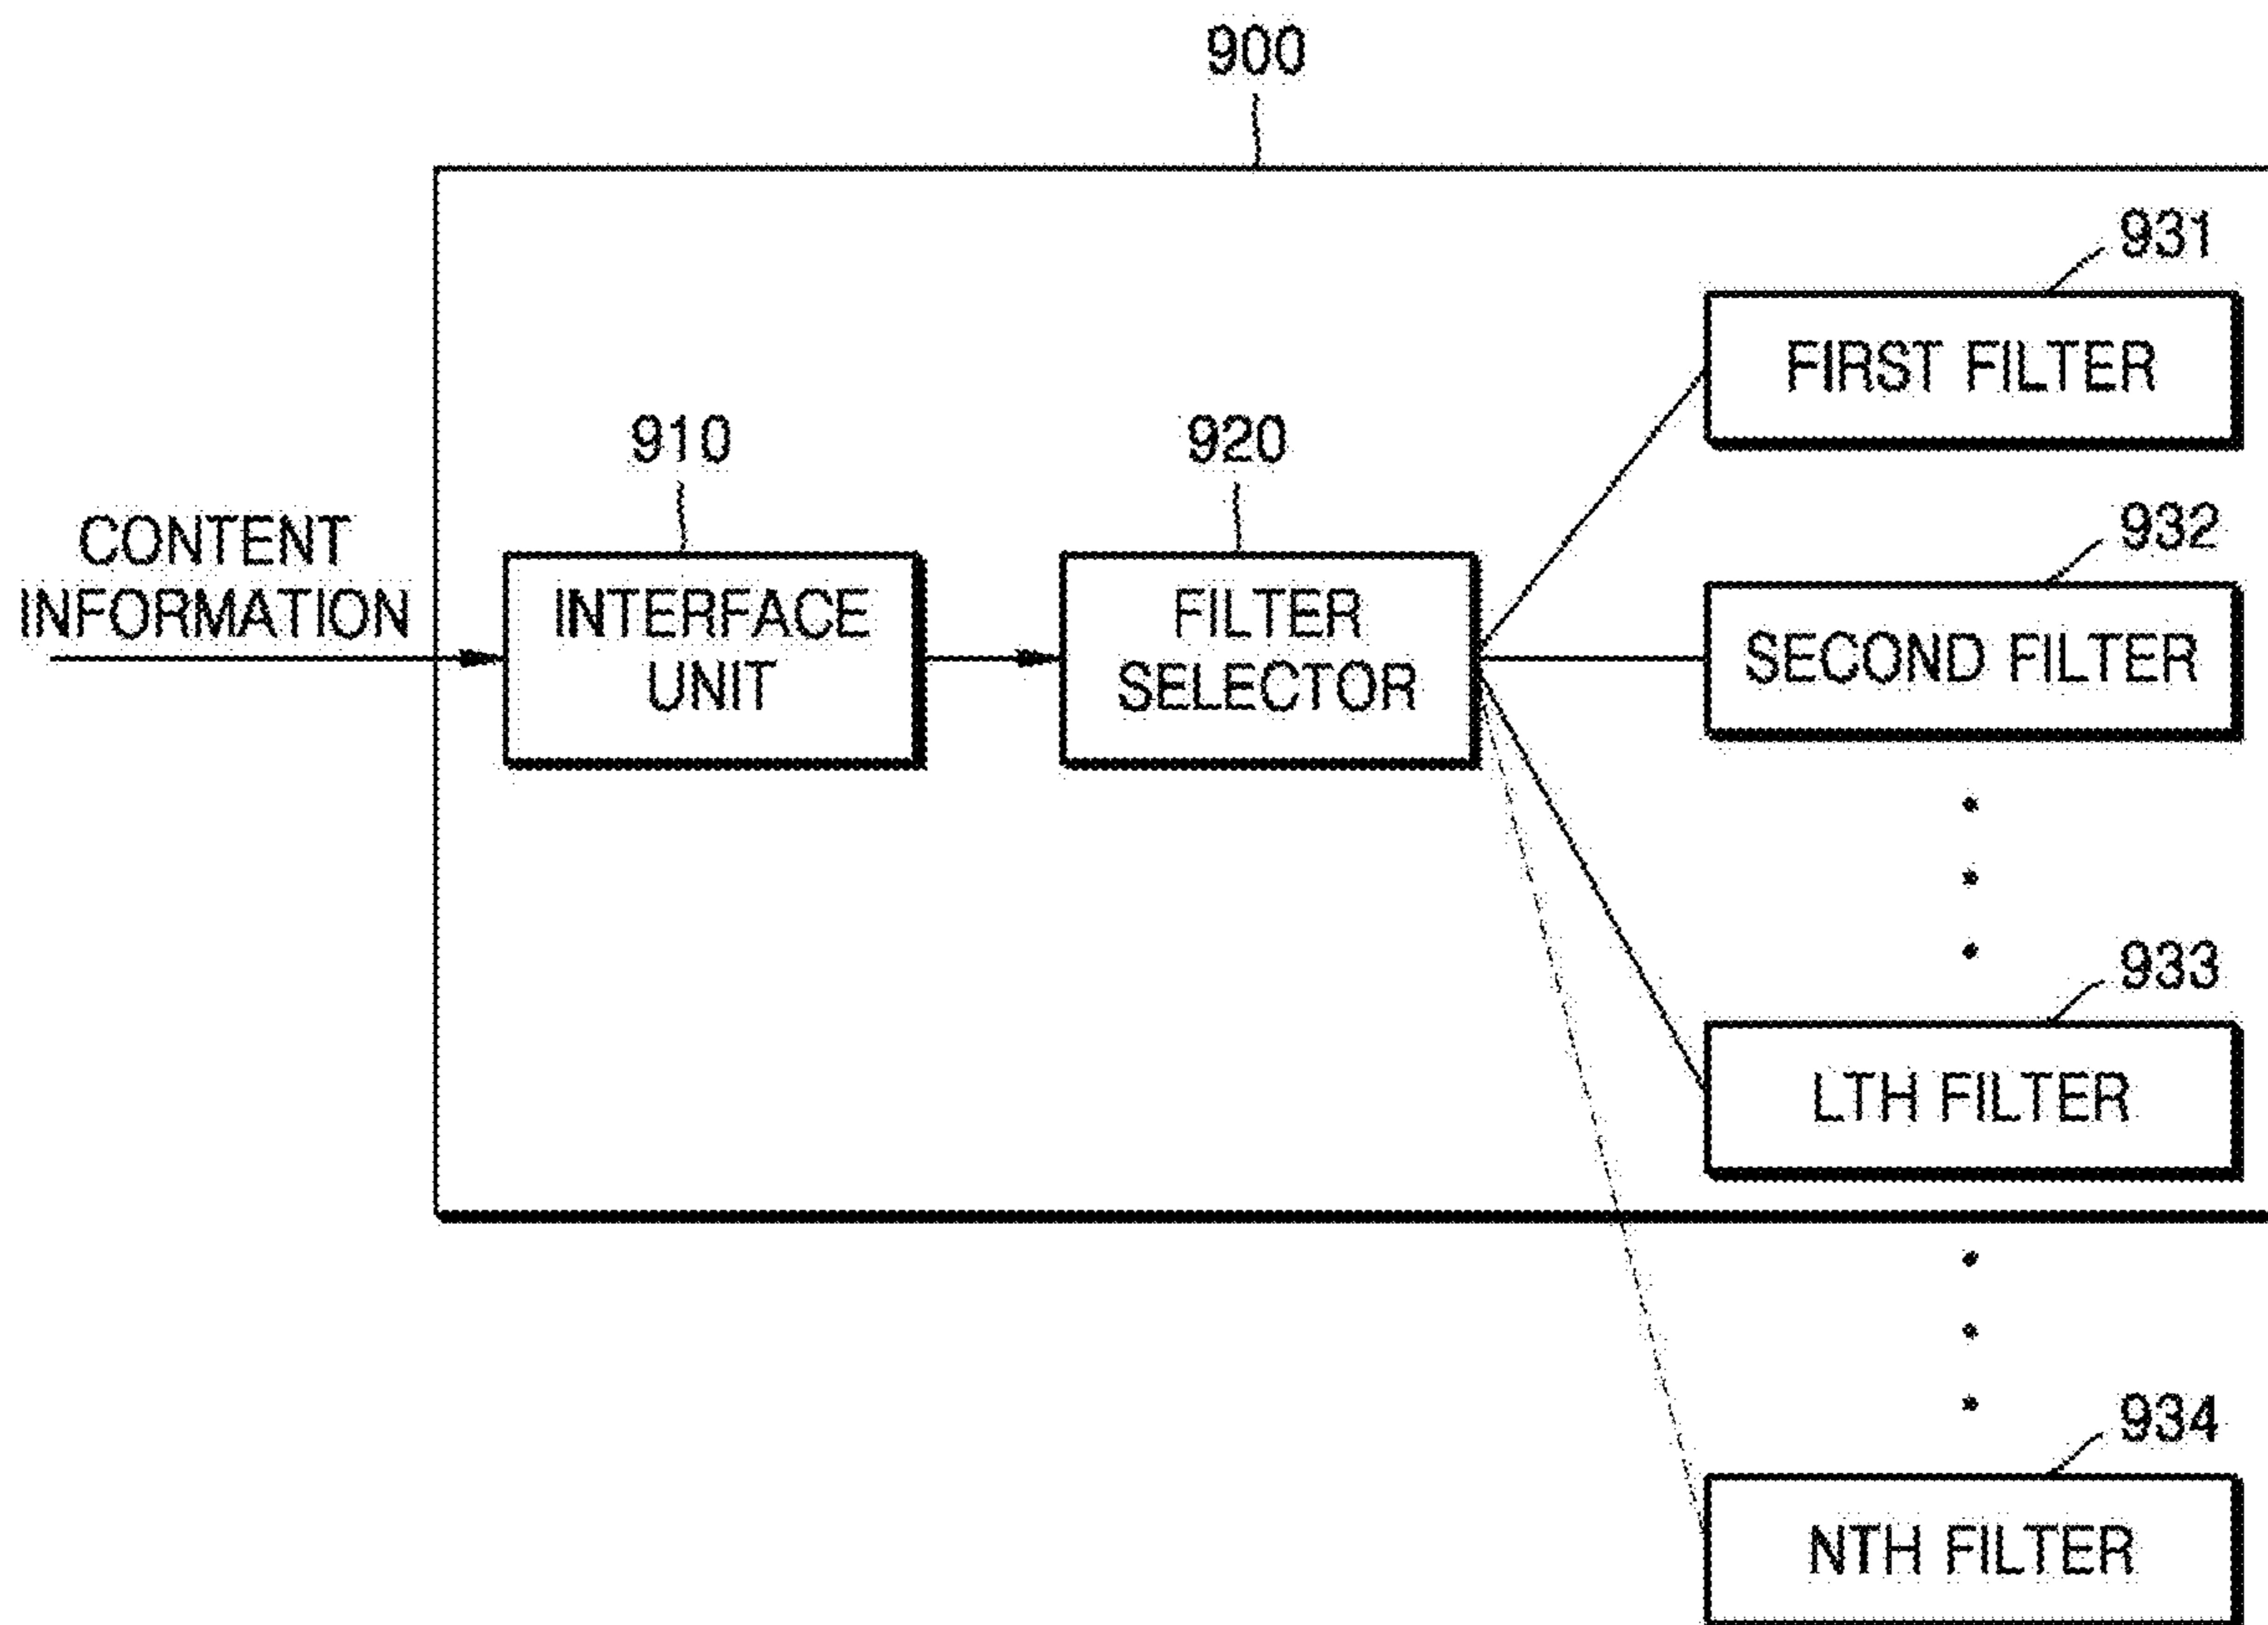 900
931
FIRST FILTER
910
920
932
CONTENT
INFORMATION
INTERFACE
UNIT
FILTER
SELECTOR
SECOND FILTER
933
LTH FILTER
934
NTH FILTER